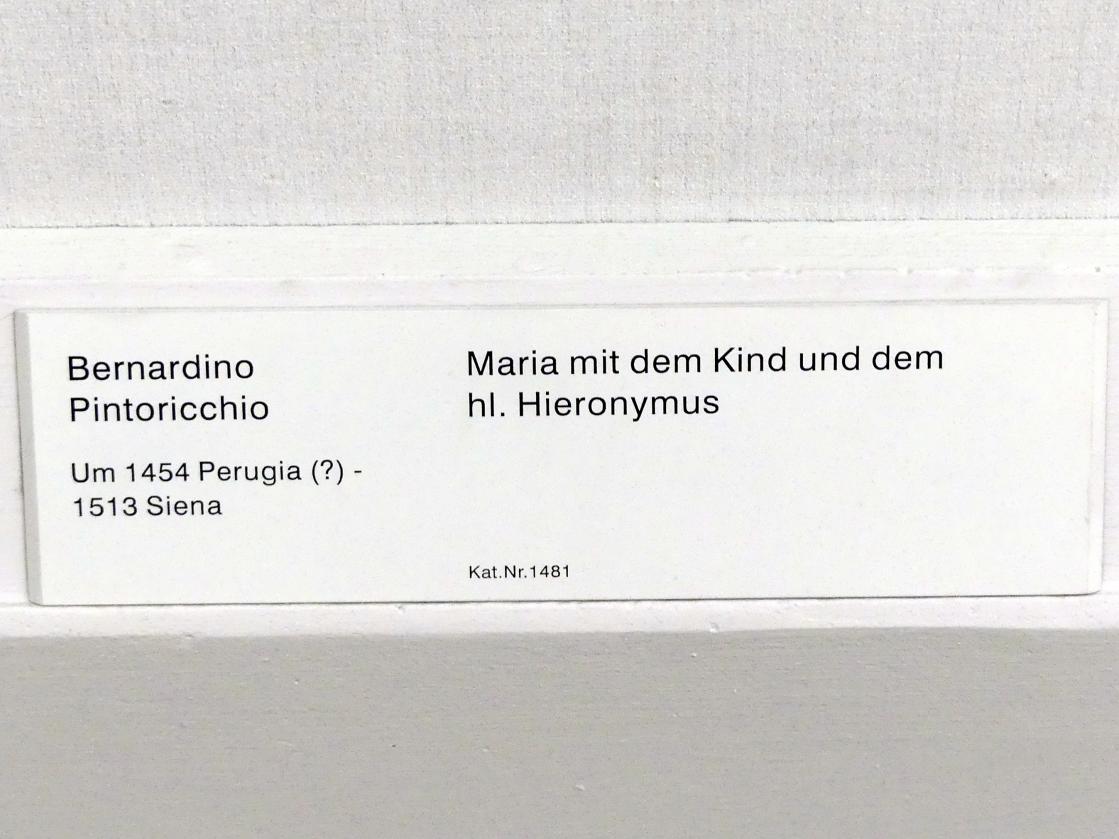 Bernardino
Pintoricchio
Um 1454 Perugia (?) -
1513 Siena
Maria mit dem Kind und dem
hl. Hieronymus
Kat.Nr.1481